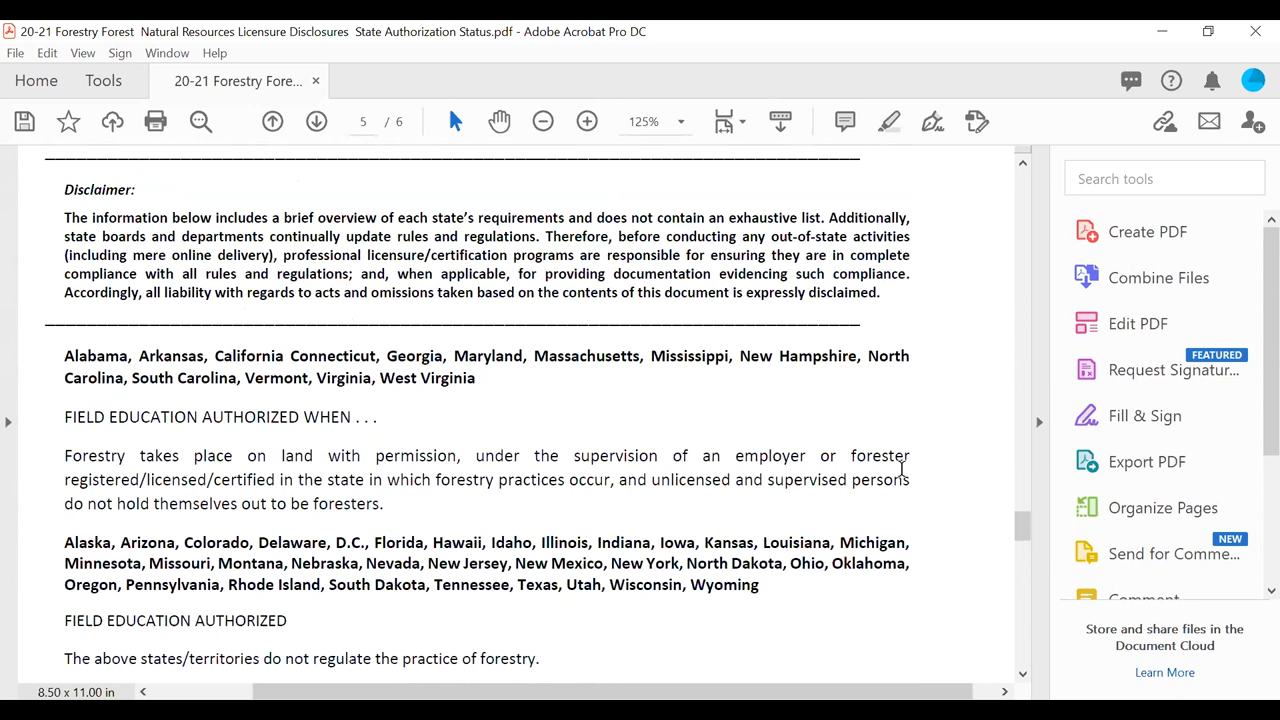 20-21 Forestry Forest  Natural Resources Licensure Disclosures  State Authorization Status.pdf - Adobe Acrobat Pro DC
File Edit View Sign Window Help
Home Tools 20-21 Forestry Fore... ×
5 / 6 125%
Disclaimer:
The information below includes a brief overview of each state's requirements and does not contain an exhaustive list. Additionally,
state boards and departments continually update rules and regulations. Therefore, before conducting any out-of-state activities
(including mere online delivery), professional licensure/certification programs are responsible for ensuring they are in complete
compliance with all rules and regulations; and, when applicable, for providing documentation evidencing such compliance.
Accordingly, all liability with regards to acts and omissions taken based on the contents of this document is expressly disclaimed.
Alabama, Arkansas, California Connecticut, Georgia, Maryland, Massachusetts, Mississippi, New Hampshire, North
Carolina, South Carolina, Vermont, Virginia, West Virginia
FIELD EDUCATION AUTHORIZED WHEN . . .
Forestry takes place on land with permission, under the supervision of an employer or forester
registered/licensed/certified in the state in which forestry practices occur, and unlicensed and supervised persons
do not hold themselves out to be foresters.
Alaska, Arizona, Colorado, Delaware, D.C., Florida, Hawaii, Idaho, Illinois, Indiana, Iowa, Kansas, Louisiana, Michigan,
Minnesota, Missouri, Montana, Nebraska, Nevada, New Jersey, New Mexico, New York, North Dakota, Ohio, Oklahoma,
Oregon, Pennsylvania, Rhode Island, South Dakota, Tennessee, Texas, Utah, Wisconsin, Wyoming
FIELD EDUCATION AUTHORIZED
The above states/territories do not regulate the practice of forestry.
8.50 x 11.00 in
Search tools
Create PDF
Combine Files
Edit PDF
FEATURED
Request Signatur...
Fill & Sign
Export PDF
Organize Pages
NEW
Send for Comme...
Comment
Store and share files in the
Document Cloud
Learn More